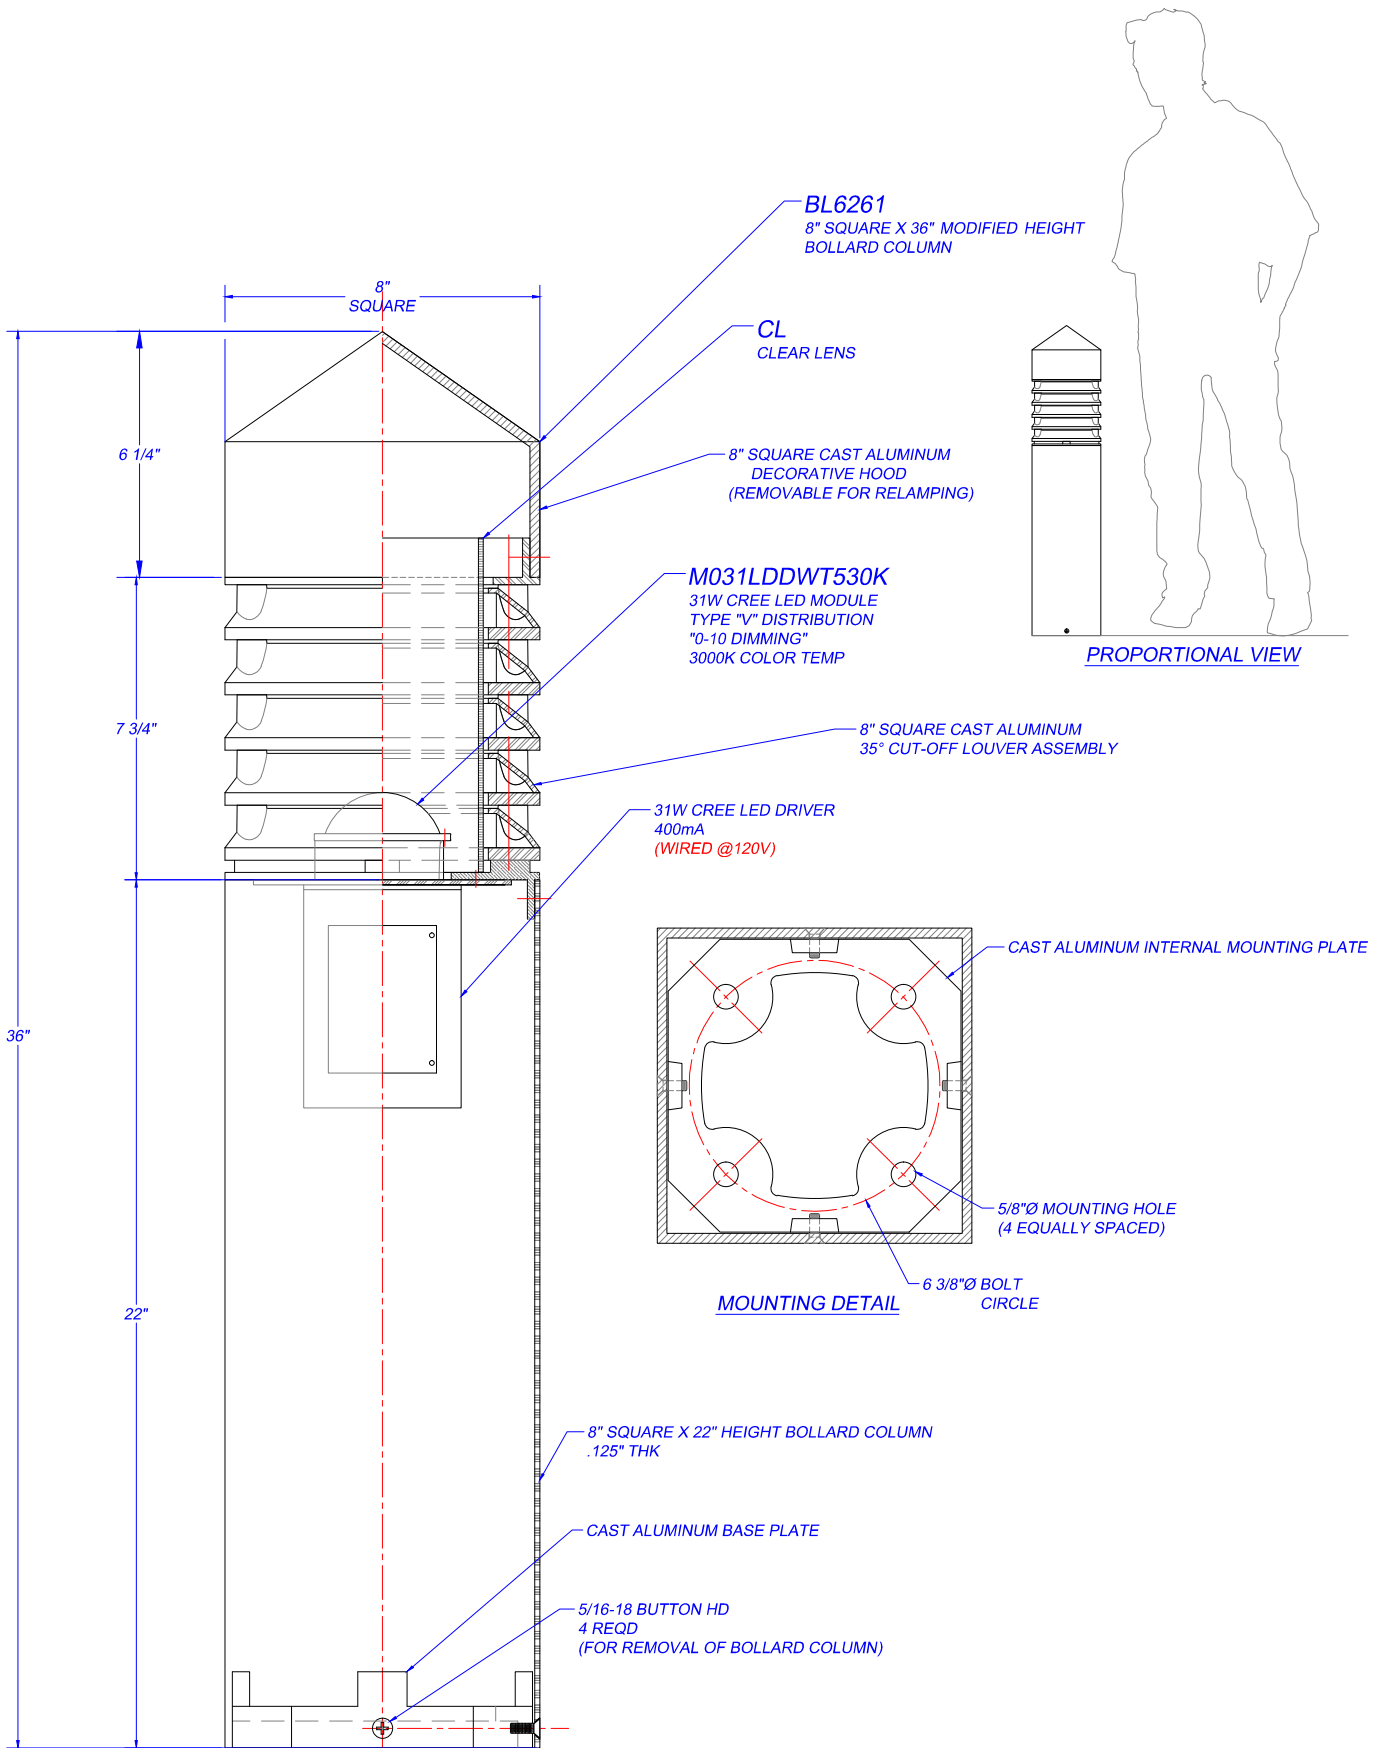 BL6261
8" SQUARE X 36" MODIFIED HEIGHT
BOLLARD COLUMN
8"
SQUARE
CL
CLEAR LENS
6 1/4"
8" SQUARE CAST ALUMINUM
DECORATIVE HOOD
(REMOVABLE FOR RELAMPING)
M031LDDWT530K
31W CREE LED MODULE
TYPE "V" DISTRIBUTION
"0-10 DIMMING"
3000K COLOR TEMP
PROPORTIONAL VIEW
7 3/4"
8" SQUARE CAST ALUMINUM
35° CUT-OFF LOUVER ASSEMBLY
31W CREE LED DRIVER
400mA
(WIRED @120V)
CAST ALUMINUM INTERNAL MOUNTING PLATE
36"
5/8"Ø MOUNTING HOLE
(4 EQUALLY SPACED)
6 3/8"Ø BOLT
CIRCLE
MOUNTING DETAIL
22"
8" SQUARE X 22" HEIGHT BOLLARD COLUMN
.125" THK
CAST ALUMINUM BASE PLATE
5/16-18 BUTTON HD
4 REQD
(FOR REMOVAL OF BOLLARD COLUMN)